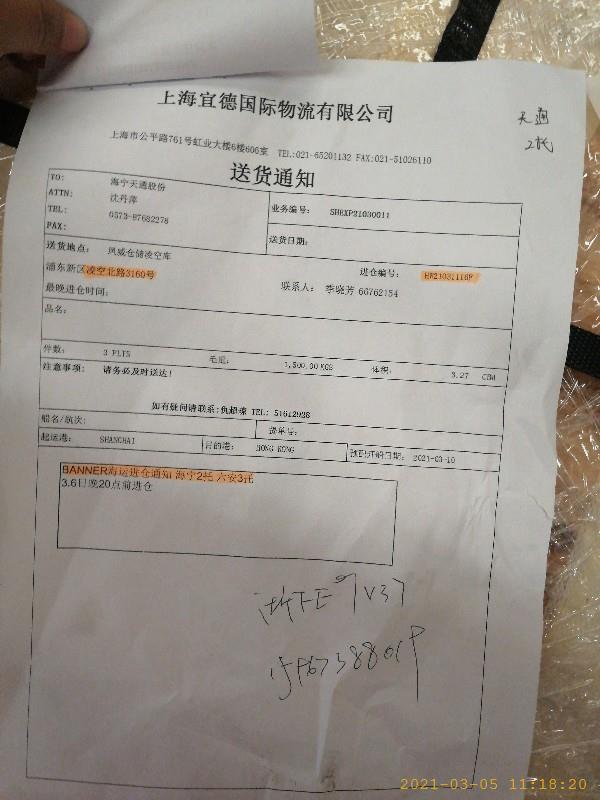 上海宜德国际物流有限公司
天通
2托
上海市公平路761号虹业大楼6楼606室 TEL:021-65201132 FAX:021-51026110
送货通知
TO: 海宁天通股份
ATTN: 沈丹萍
TEL: 0573-87682278
FAX:
业务编号: SHEXP21030011
送货日期:
送货地点: 凤威仓储凌空库
进仓编号:
浦东新区凌空北路3160号
联系人: 李晓芳 66762154
最晚进仓时间:
品名:
件数: 3 PLTS 毛重: 1,500.00 KGS 体积: 3.27 CBM
注意事项: 请务必及时送达!
如有疑问请联系:仇超琼 TEL: 51612928
船名/航次: 提单号:
起运港: SHANGHAI 目的港: HONG KONG 预配开船日期: 2021-03-10
BANNER海运进仓通知 海宁2托 六安3托
3.6日晚20点前进仓
2021-03-05 11:18:20